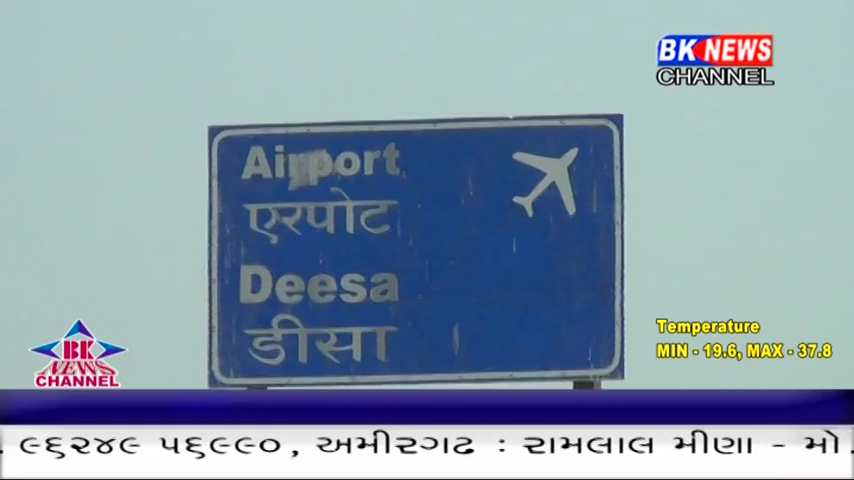 BK NEWS
CHANNEL
Airport
एरपोट
Deesa
डीसा
Temperature
MIN - 19.6, MAX - 37.8
BK
NEWS
CHANNEL
. ૯૬૨૪૯ ૫૬૯૯૦, અમીરગઢ : રામલાલ મીણા - મો.